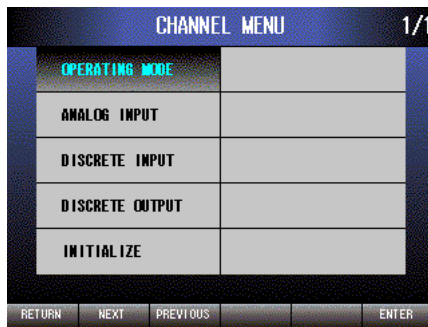 CHANNEL MENU 1/1
OPERATING MODE
ANALOG INPUT
DISCRETE INPUT
DISCRETE OUTPUT
INITIALIZE
RETURN NEXT PREVIOUS ENTER